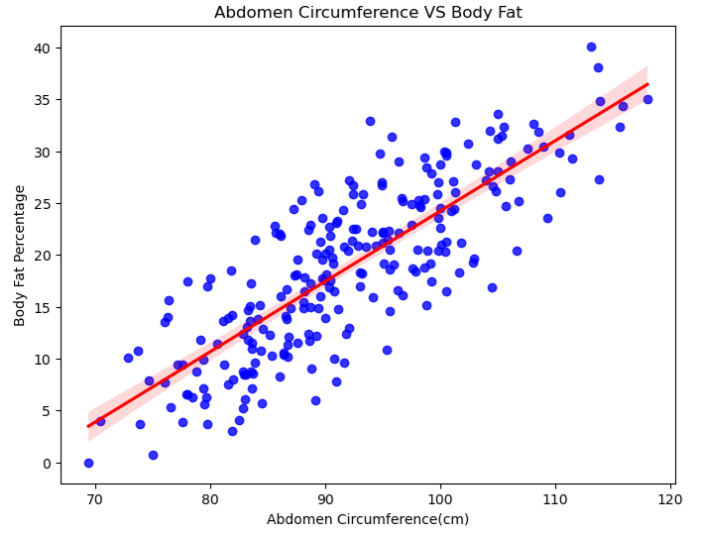 Abdomen Circumference VS Body Fat
40
35
30
25
20
15
10
5
0
Body Fat Percentage
70 80 90 100 110 120
Abdomen Circumference(cm)